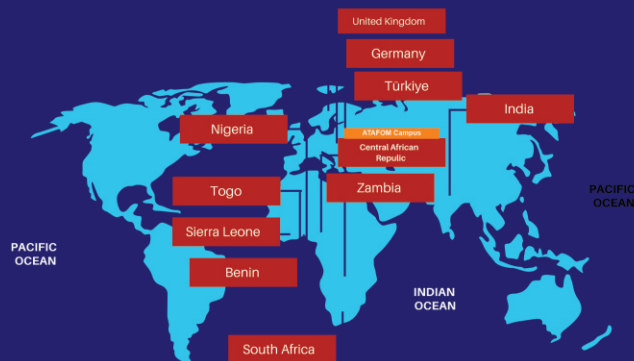 United Kingdom
Germany
Türkiye
India
Nigeria
ATAFOM Campus
Central African
Repulic
Togo
Zambia
Sierra Leone
Benin
South Africa
PACIFIC
OCEAN
PACIFIC
OCEAN
INDIAN
OCEAN